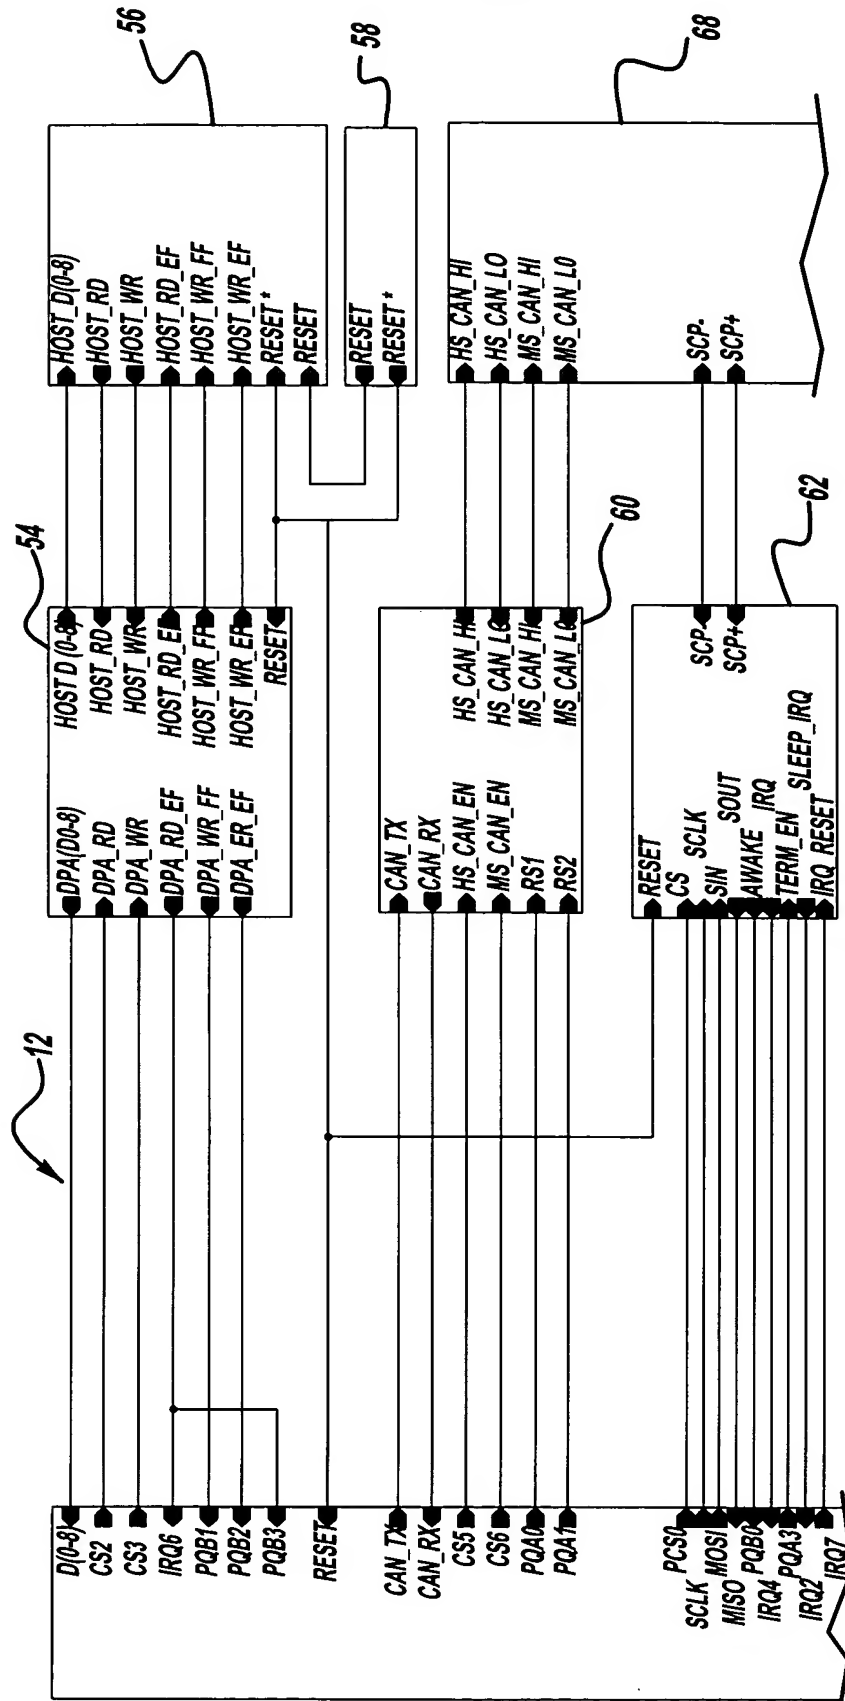 12
D(0-8)
CS2
CS3
IRQ6
PQB1
PQB2
PQB3
RESET
CAN_TX
CAN_RX
CS5
CS6
PQA0
PQA1
PCS0
SCLK
MOSI
MISO
PQB0
IRQ4
PQA3
IRQ2
IRQ7
54
DPA(D0-8)
DPA_RD
DPA_WR
DPA_RD_EF
DPA_WR_FF
DPA_ER_EF
HOST D (0-8)
HOST_RD
HOST_WR
HOST_RD_EF
HOST_WR_FF
HOST_WR_EF
RESET
60
CAN_TX
CAN_RX
HS_CAN_EN
MS_CAN_EN
RS1
RS2
HS_CAN_HI
HS_CAN_LO
MS_CAN_HI
MS_CAN_LO
62
RESET
CS
SCLK
SIN
SOUT
AWAKE
IRQ
TERM_EN
SLEEP_IRQ
IRQ_RESET
SCP-
SCP+
56
HOST_D(0-8)
HOST_RD
HOST_WR
HOST_RD_EF
HOST_WR_FF
HOST_WR_EF
RESET *
RESET
58
RESET
RESET *
68
HS_CAN_HI
HS_CAN_LO
MS_CAN_HI
MS_CAN_LO
SCP-
SCP+